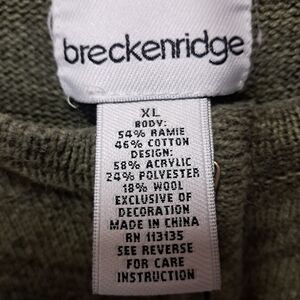 breckenridge
XL
BODY:
54% RAMIE
46% COTTON
DESIGN:
58% ACRYLIC
24% POLYESTER
18% WOOL
EXCLUSIVE OF
DECORATION
MADE IN CHINA
RN 113135
SEE REVERSE
FOR CARE
INSTRUCTION